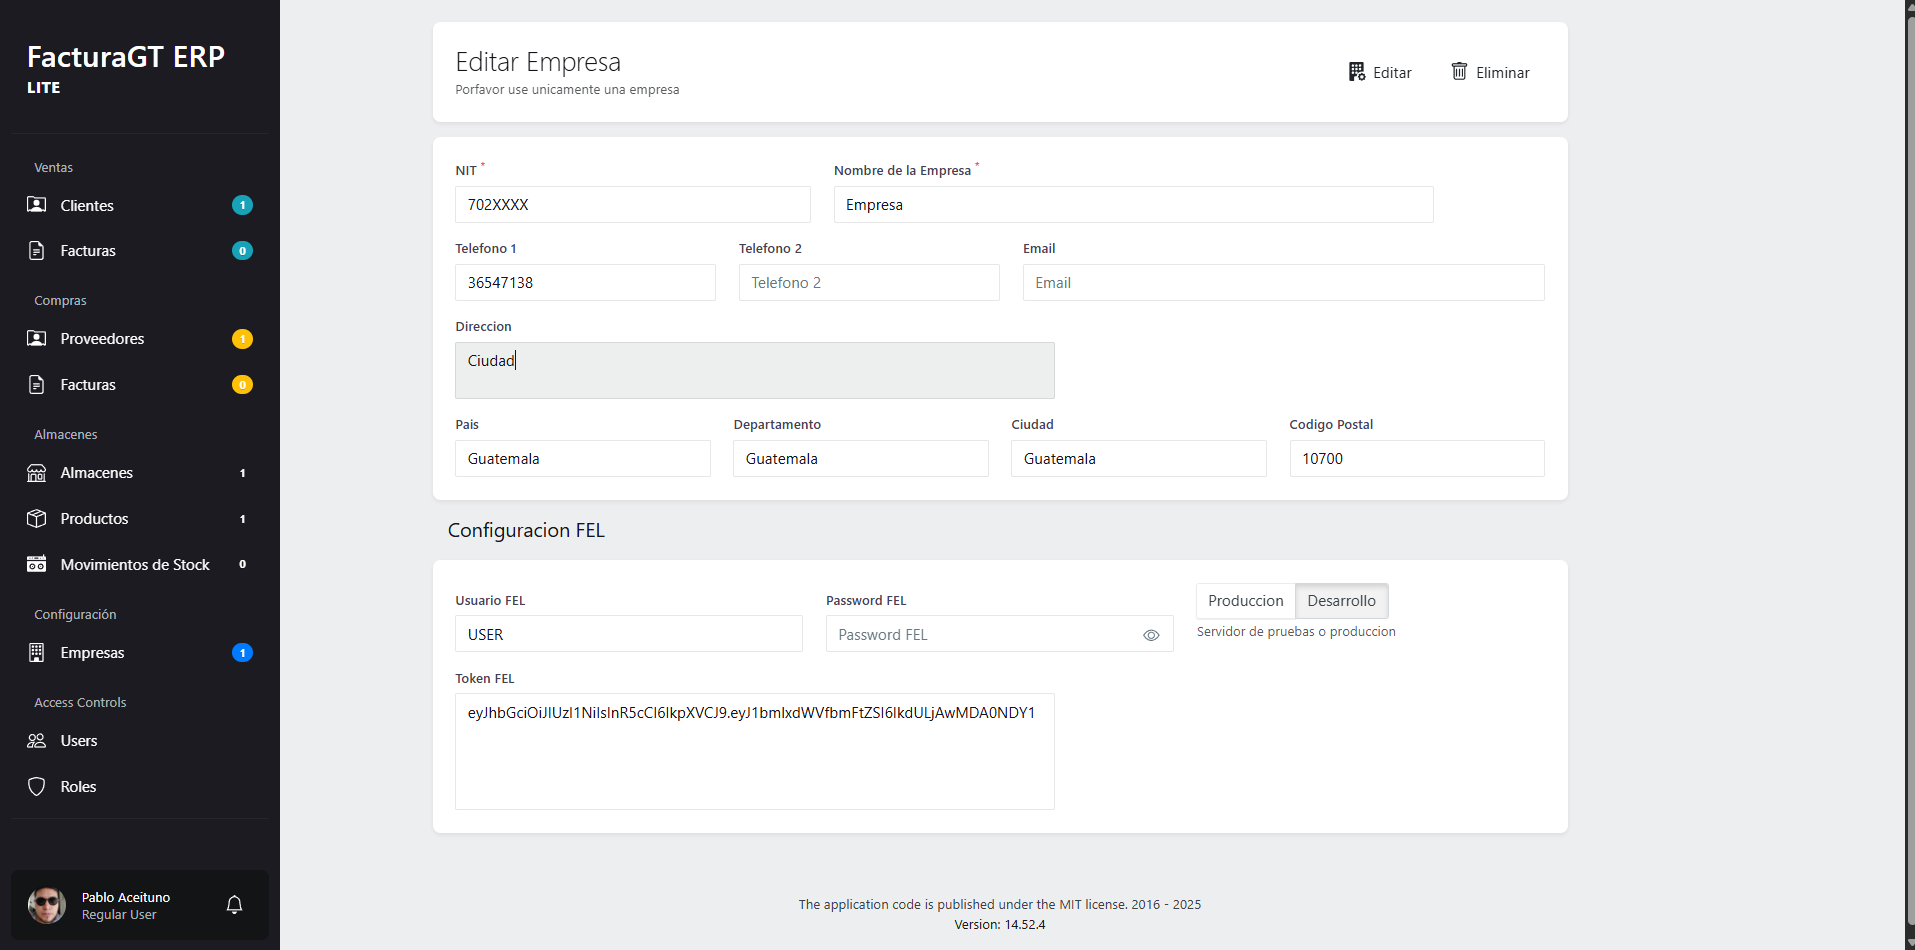 FacturaGT ERP
LITE
Ventas
Clientes 1
Facturas 0
Compras
Proveedores 1
Facturas 0
Almacenes
Almacenes 1
Productos 1
Movimientos de Stock 0
Configuración
Empresas 1
Access Controls
Users
Roles
Pablo Aceituno
Regular User
Editar Empresa
Porfavor use unicamente una empresa
Editar Eliminar
NIT * Nombre de la Empresa *
702XXXX Empresa
Telefono 1 Telefono 2 Email
36547138 Telefono 2 Email
Direccion
Ciudad
Pais Departamento Ciudad Codigo Postal
Guatemala Guatemala Guatemala 10700
Configuracion FEL
Usuario FEL Password FEL Produccion Desarrollo
USER Password FEL Servidor de pruebas o produccion
Token FEL
eyJhbGciOiJIUzI1NiIsInR5cCI6IkpXVCJ9.eyJ1bmlxdWVfbmFtZSI6IkdULjAwMDA0NDY1
The application code is published under the MIT license. 2016 - 2025
Version: 14.52.4